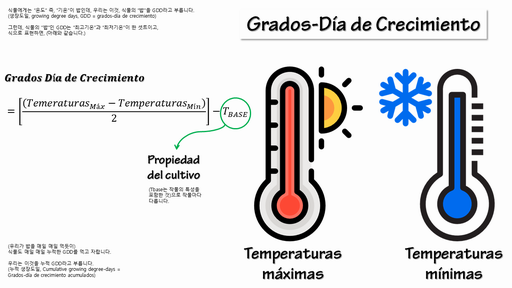 식물에게는 "온도" 즉, "기온"이 밥인데, 우리는 이것, 식물의 "밥"을 GDD라고 부릅니다.
(생장도일, growing degree days, GDD = grados-día de crecimiento)
그런데, 식물의 "밥"인 GDD는 "최고기온"과 "최저기온"이 한 셋트이고,
식으로 표현하면, (아래와 같습니다.)
Grados-Día de Crecimiento
Grados Día de Crecimiento
= [(TemeraturasMáx − TemperaturasMín) / 2] − TBASE
Propiedad
del cultivo
(Tbase는 작물의 특성을
포함한 것)으로 작물마다
다릅니다.
(우리가 밥을 매일 매일 먹듯이)
식물도 매일 매일 누적한 GDD를 먹고 자랍니다.
우리는 이것을 누적 GDD라고 부릅니다.
(누적 생장도일, Cumulative growing degree-days =
Grados-día de crecimiento acumulados)
Temperaturas
máximas
Temperaturas
mínimas